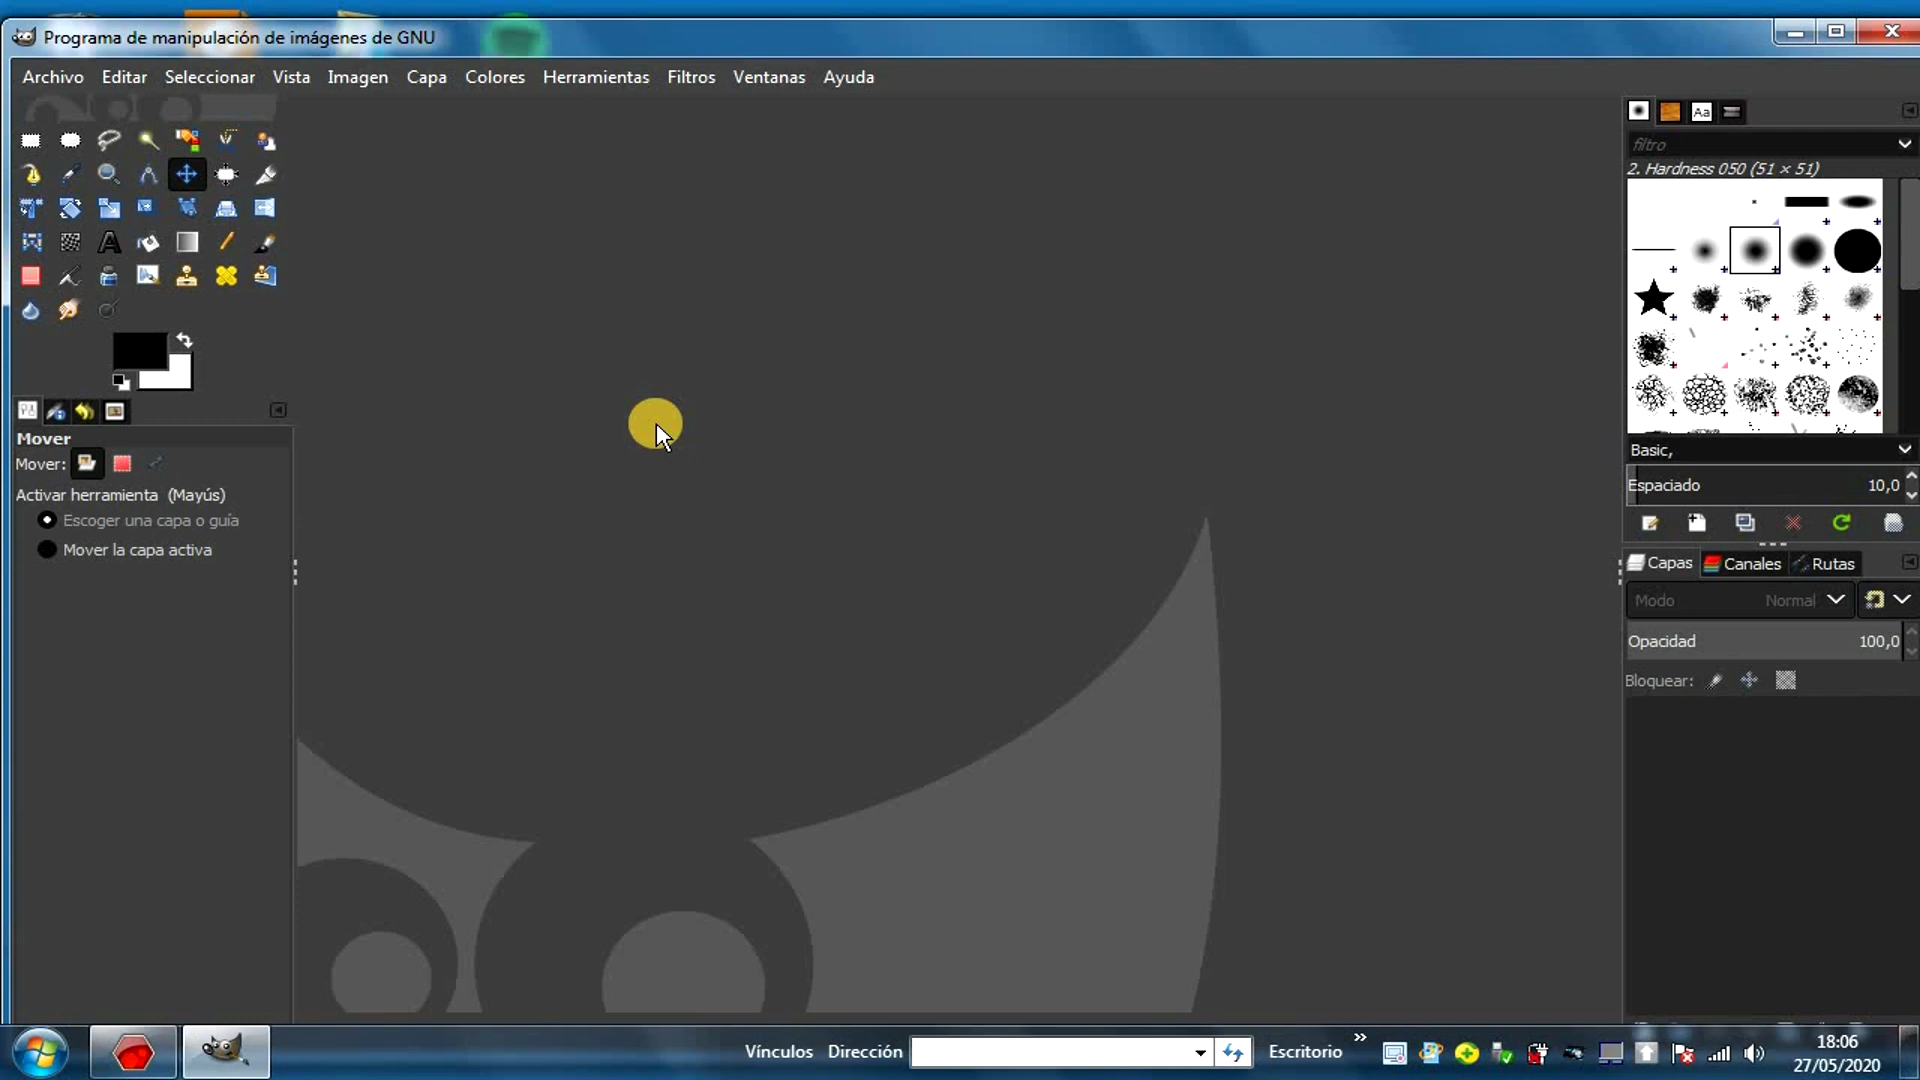 Programa de manipulación de imágenes de GNU
Archivo Editar Seleccionar Vista Imagen Capa Colores Herramientas Filtros Ventanas Ayuda
Aa
filtro
2. Hardness 050 (51 × 51)
Mover
Mover:
Activar herramienta (Mayús)
Escoger una capa o guía
Mover la capa activa
Basic,
Espaciado 10,0
Capas Canales Rutas
Modo Normal
Opacidad 100,0
Bloquear:
Vínculos Dirección Escritorio »
18:06
27/05/2020